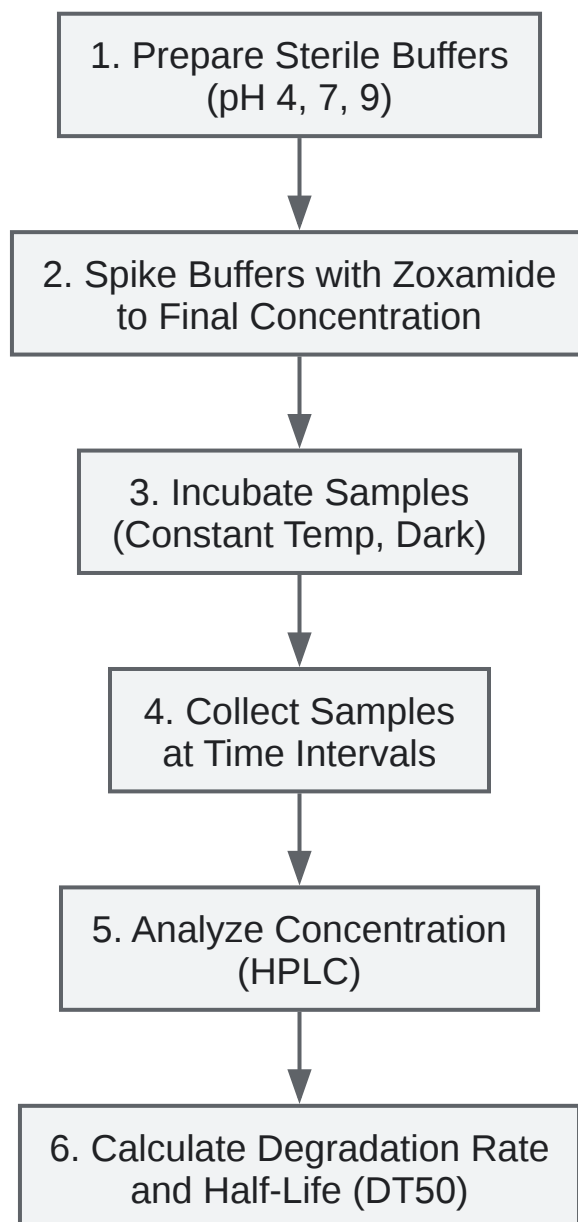 1. Prepare Sterile Buffers
(pH 4, 7, 9)
2. Spike Buffers with Zoxamide
to Final Concentration
3. Incubate Samples
(Constant Temp, Dark)
4. Collect Samples
at Time Intervals
5. Analyze Concentration
(HPLC)
6. Calculate Degradation Rate
and Half-Life (DT50)